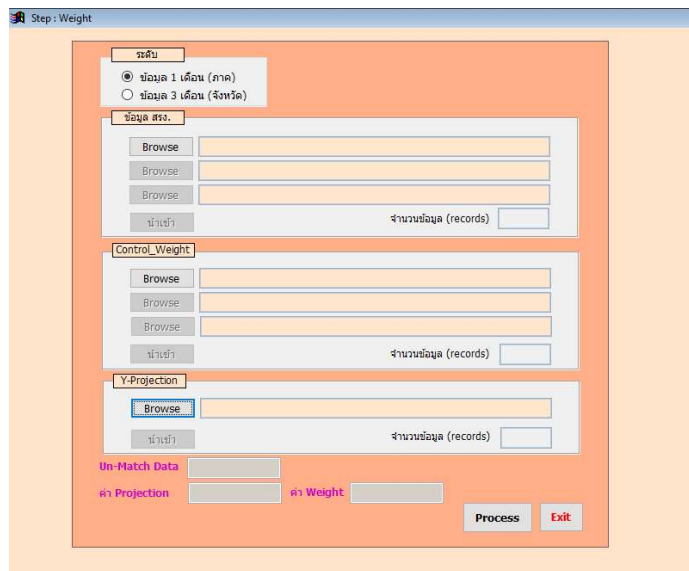 Step : Weight
ระดับ
ข้อมูล 1 เดือน (ภาค)
ข้อมูล 3 เดือน (จังหวัด)
ข้อมูล สรง.
Browse
Browse
Browse
นำเข้า จำนวนข้อมูล (records)
Control_Weight
Browse
Browse
Browse
นำเข้า จำนวนข้อมูล (records)
Y-Projection
Browse
นำเข้า จำนวนข้อมูล (records)
Un-Match Data
ค่า Projection ค่า Weight
Process Exit